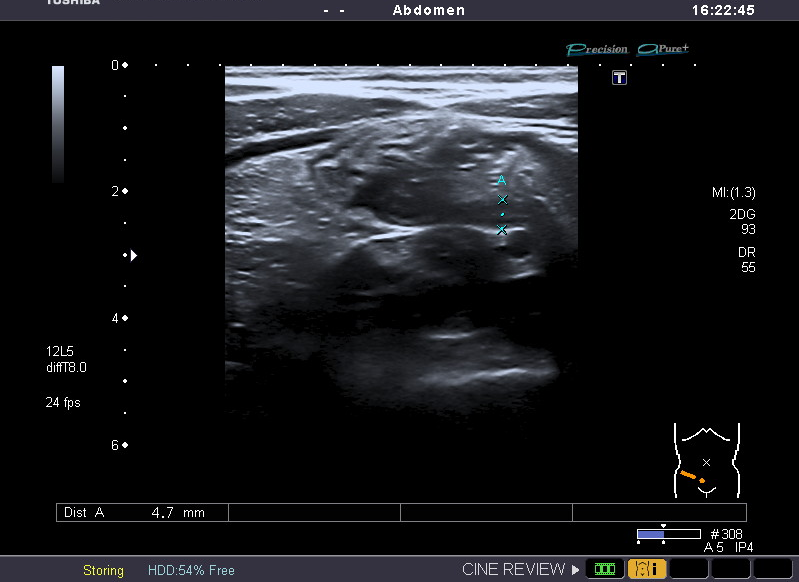 TOSHIBA
- - Abdomen 16:22:45
Precision APure+
T
0
2
4
6
A
MI:(1.3)
2DG
93
DR
55
12L5
diffT8.0
24 fps
Dist A 4.7 mm
#308
A 5 IP4
Storing HDD:54% Free CINE REVIEW
i